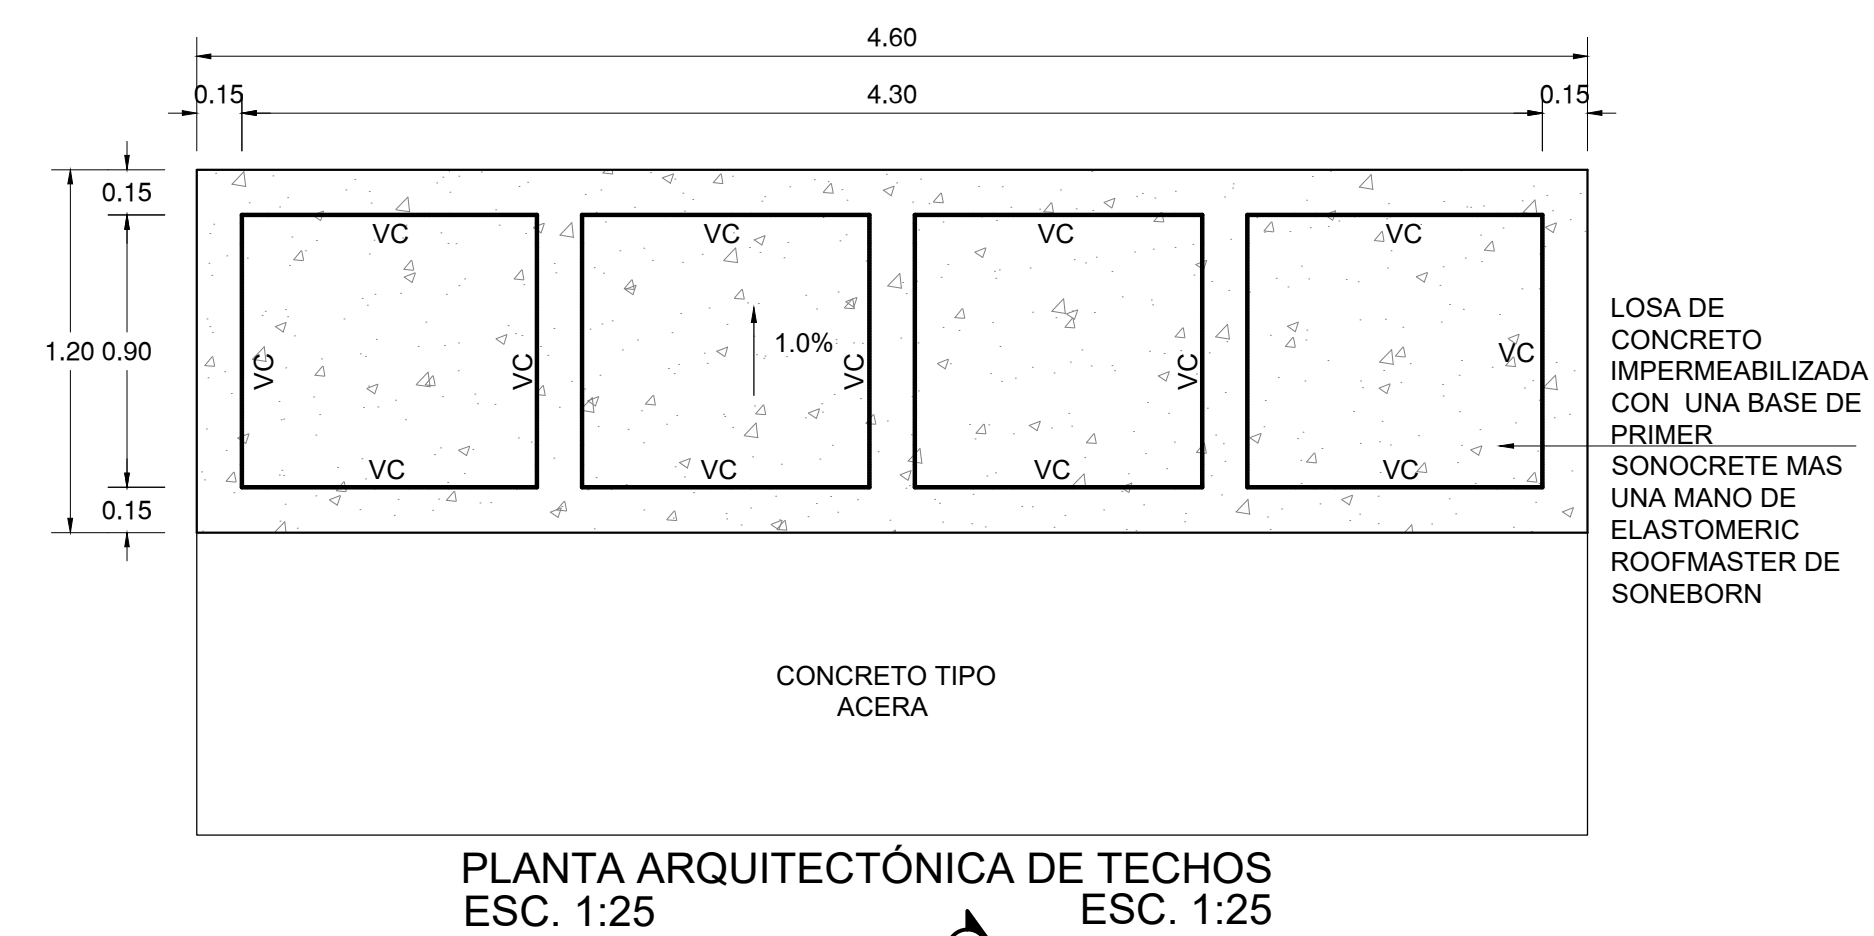 4.60
0.15
4.30
0.15
0.15
1.20 0.90
0.15
VC
VC
VC
VC
VC
VC
1.0%
VC
VC
VC
VC
VC
VC
VC
VC
LOSA DE
CONCRETO
IMPERMEABILIZADA
CON UNA BASE DE
PRIMER
SONOCRETE MAS
UNA MANO DE
ELASTOMERIC
ROOFMASTER DE
SONEBORN
CONCRETO TIPO
ACERA
PLANTA ARQUITECTÓNICA DE TECHOS
ESC. 1:25 ESC. 1:25